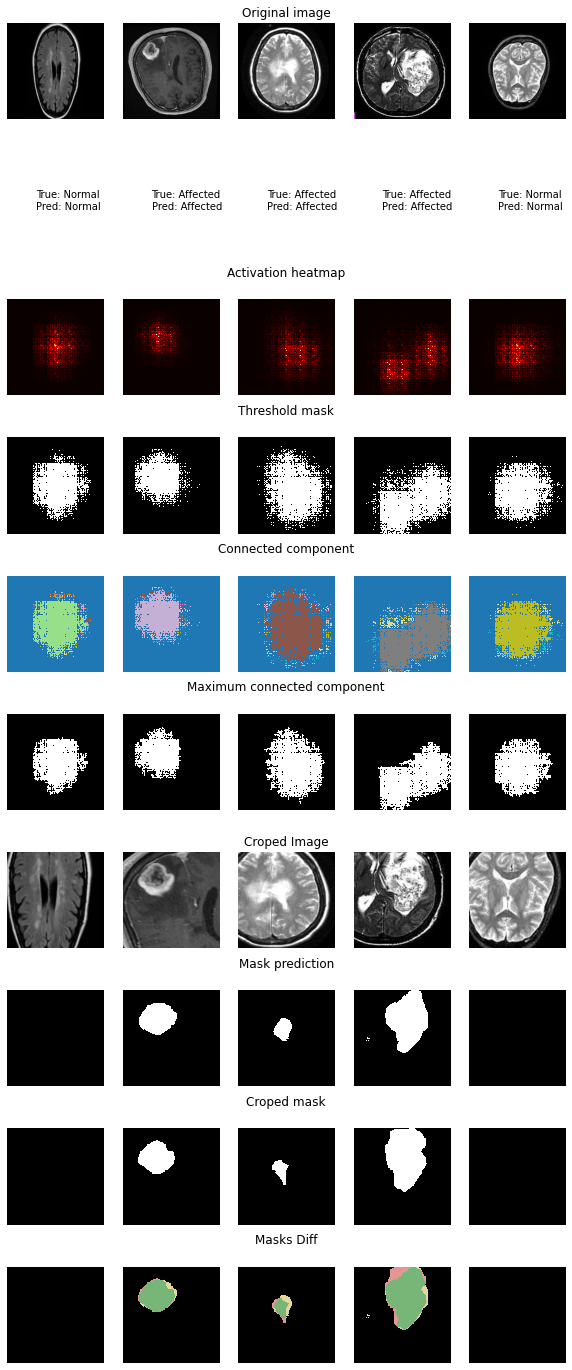 Original image
True: Normal
Pred: Normal
True: Affected
Pred: Affected
True: Affected
Pred: Affected
True: Affected
Pred: Affected
True: Normal
Pred: Normal
Activation heatmap
Threshold mask
Connected component
Maximum connected component
Croped Image
Mask prediction
Croped mask
Masks Diff